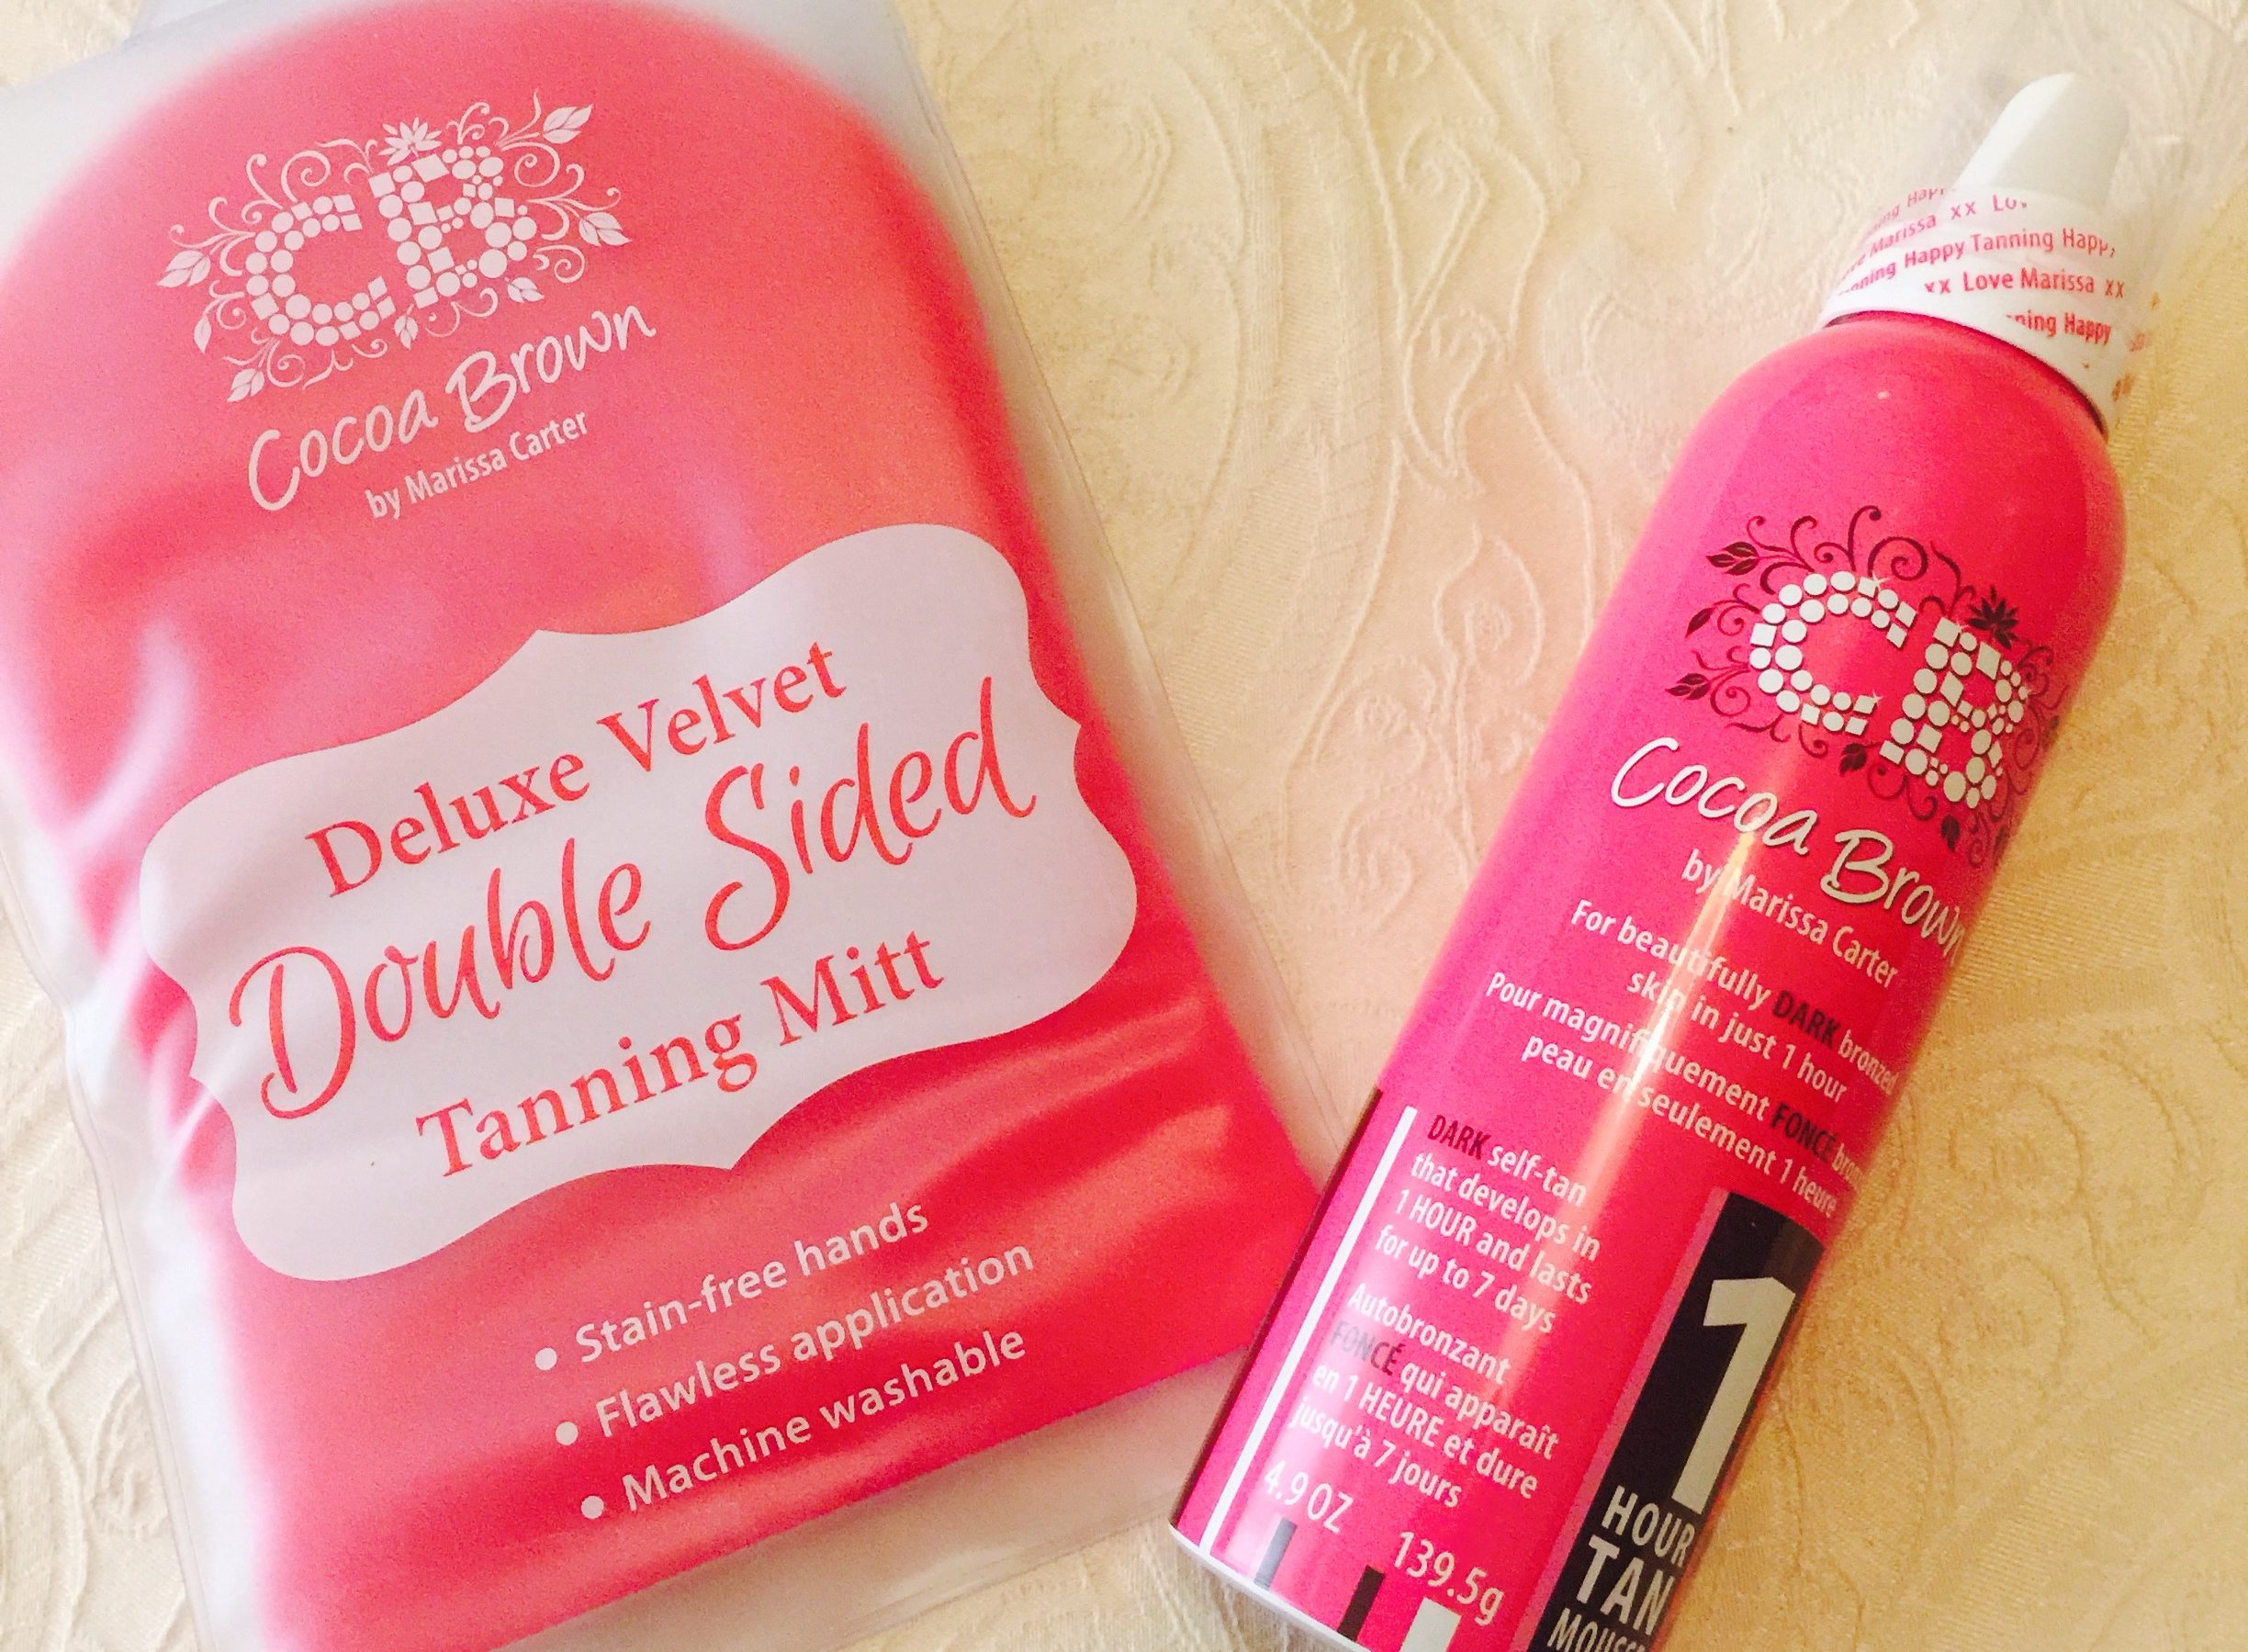 CB
Cocoa Brown
by Marissa Carter
Deluxe Velvet
Double Sided
Tanning Mitt
• Stain-free hands
• Flawless application
• Machine washable
Marissa xx
Happy Tanning
xx Love Marissa xx
Happy
CB
Cocoa Brown
by Marissa Carter
For beautifully DARK bronzed
skin in just 1 hour
Pour magnifiquement FONCÉ
peau en seulement 1 heure
DARK self-tan
that develops in
1 HOUR and lasts
for up to 7 days
Autobronzant
FONCÉ qui apparaît
en 1 HEURE et dure
jusqu'à 7 jours
4.9 OZ 139.5g
1
HOUR
TAN